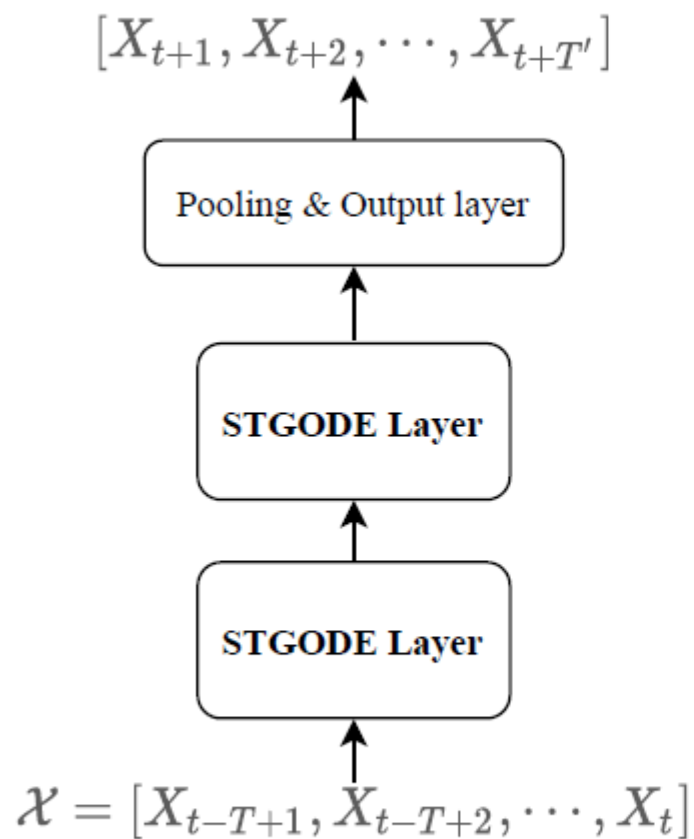 [X_{t+1}, X_{t+2}, ⋯, X_{t+T'}]
Pooling & Output layer
STGODE Layer
STGODE Layer
𝒳 = [X_{t−T+1}, X_{t−T+2}, ⋯, X_t]